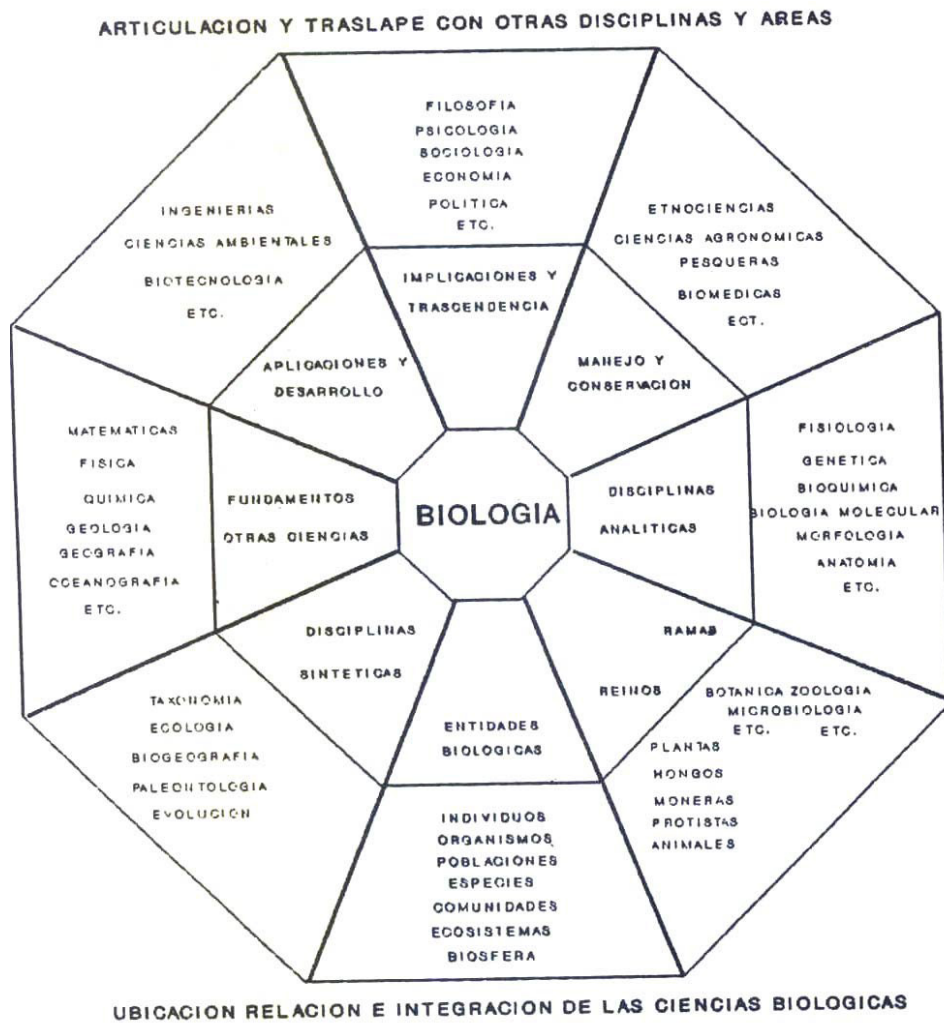 ARTICULACION Y TRASLAPE CON OTRAS DISCIPLINAS Y AREAS
FILOSOFIA
PSICOLOGIA
SOCIOLOGIA
ECONOMIA
POLITICA
ETC.
IMPLICACIONES Y
TRASCENDENCIA
ETNOCIENCIAS
CIENCIAS AGRONOMICAS
PESQUERAS
BIOMEDICAS
ECT.
MANEJO Y
CONSERVACION
INGENIERIAS
CIENCIAS AMBIENTALES
BIOTECNOLOGIA
ETC.
APLICACIONES Y
DESARROLLO
MATEMATICAS
FISICA
QUIMICA
GEOLOGIA
GEOGRAFIA
OCEANOGRAFIA
ETC.
FUNDAMENTOS
OTRAS CIENCIAS
BIOLOGIA
DISCIPLINAS
ANALITICAS
FISIOLOGIA
GENETICA
BIOQUIMICA
BIOLOGIA MOLECULAR
MORFOLOGIA
ANATOMIA
ETC.
DISCIPLINAS
SINTETICAS
TAXONOMIA
ECOLOGIA
BIOGEOGRAFIA
PALEONTOLOGIA
EVOLUCION
ENTIDADES
BIOLOGICAS
INDIVIDUOS
ORGANISMOS
POBLACIONES
ESPECIES
COMUNIDADES
ECOSISTEMAS
BIOSFERA
RAMAS
REINOS
BOTANICA ZOOLOGIA
MICROBIOLOGIA
ETC. ETC.
PLANTAS
HONGOS
MONERAS
PROTISTAS
ANIMALES
UBICACION RELACION E INTEGRACION DE LAS CIENCIAS BIOLOGICAS